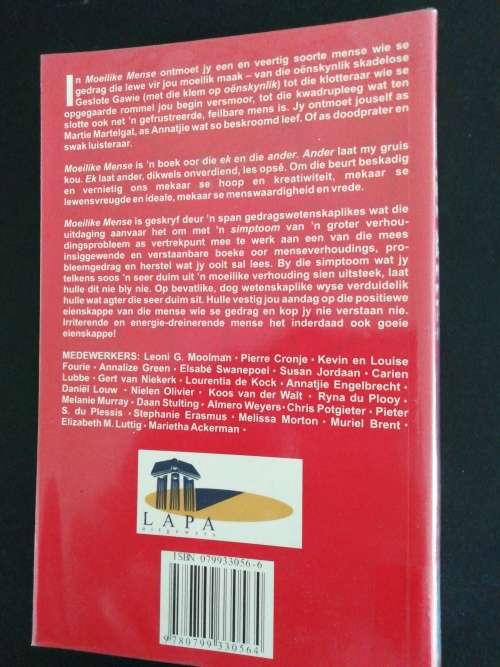 In Moeilike Mense ontmoet jy een en veertig soorte mense wie se
gedrag die lewe vir jou moeilik maak – van die oënskynlik skadelose
Geslote Gawie (met die klem op oënskynlik) tot die klotteraar wie se
opgegaarde rommel jou begin versmoor, tot die kwadrupleeg wat ten
slotte ook net 'n gefrustreerde, feilbare mens is. Jy ontmoet jouself as
Martie Martelgat, as Annatjie wat so beskroomd leef. Of as doodprater en
swak luisteraar.
Moeilike Mense is 'n boek oor die ek en die ander. Ander laat my gruis
kou. Ek laat ander, dikwels onverdiend, les opsê. Om die beurt beskadig
en vernietig ons mekaar se hoop en kreatiwiteit, mekaar se
lewensvreugde en ideale, mekaar se menswaardigheid en vrede.
Moeilike Mense is geskryf deur 'n span gedragswetenskaplikes wat die
uitdaging aanvaar het om met 'n simptoom van 'n groter verhou-
dingsprobleem as vertrekpunt mee te werk aan een van die mees
insiggewende en verstaanbare boeke oor menseverhoudings, pro-
bleemgedrag en herstel wat jy ooit sal lees. By die simptoom wat jy
telkens soos 'n seer duim uit 'n moeilike verhouding sien uitsteek, laat
hulle dit nie bly nie. Op bevatlike, dog wetenskaplike wyse verduidelik
hulle wat agter die seer duim sit. Hulle vestig jou aandag op die positiewe
eienskappe van die mense wie se gedrag en kop jy nie verstaan nie.
Irriterende en energie-dreinerende mense het inderdaad ook goeie
eienskappe!
MEDEWERKERS: Leoni G. Moolman • Pierre Cronje • Kevin en Louise
Fourie • Annalize Green • Elsabé Swanepoel • Susan Jordaan • Carien
Lubbe • Gert van Niekerk • Lourentia de Kock • Annatjie Engelbrecht •
Daniël Louw • Nielen Olivier • Koos van der Walt • Ryna du Plooy •
Melanie Murray • Daan Stulting • Almero Weyers • Chris Potgieter • Pieter
S. du Plessis • Stephanie Erasmus • Melissa Morton • Muriel Brent •
Elizabeth M. Luttig • Marietha Ackerman •
LAPA
uitgewers
ISBN 079933056-6
9 780799 330564